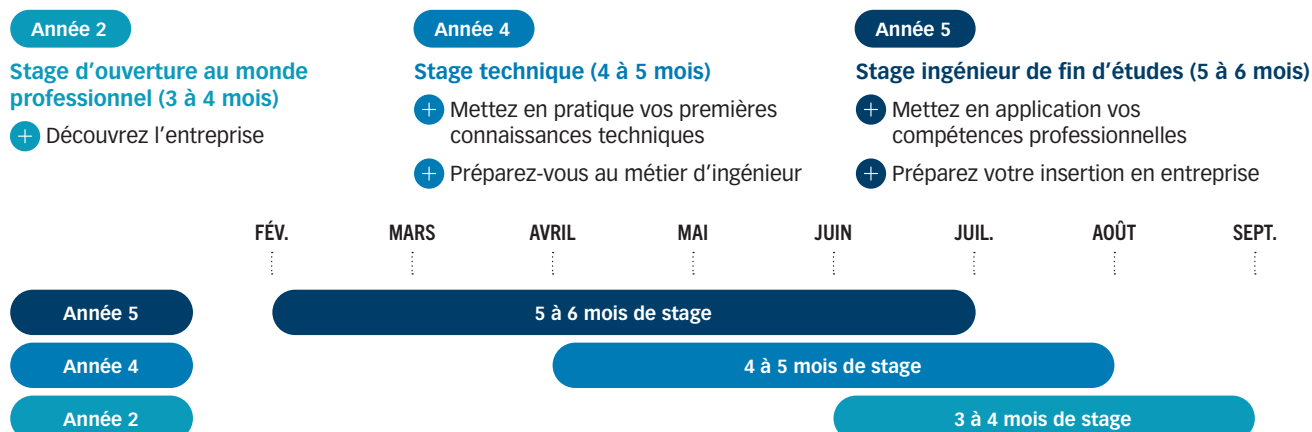 Année 2
Stage d'ouverture au monde
professionnel (3 à 4 mois)
+ Découvrez l'entreprise
Année 4
Stage technique (4 à 5 mois)
+ Mettez en pratique vos premières
connaissances techniques
+ Préparez-vous au métier d'ingénieur
Année 5
Stage ingénieur de fin d'études (5 à 6 mois)
+ Mettez en application vos
compétences professionnelles
+ Préparez votre insertion en entreprise
FÉV. MARS AVRIL MAI JUIN JUIL. AOÛT SEPT.
Année 5 5 à 6 mois de stage
Année 4 4 à 5 mois de stage
Année 2 3 à 4 mois de stage